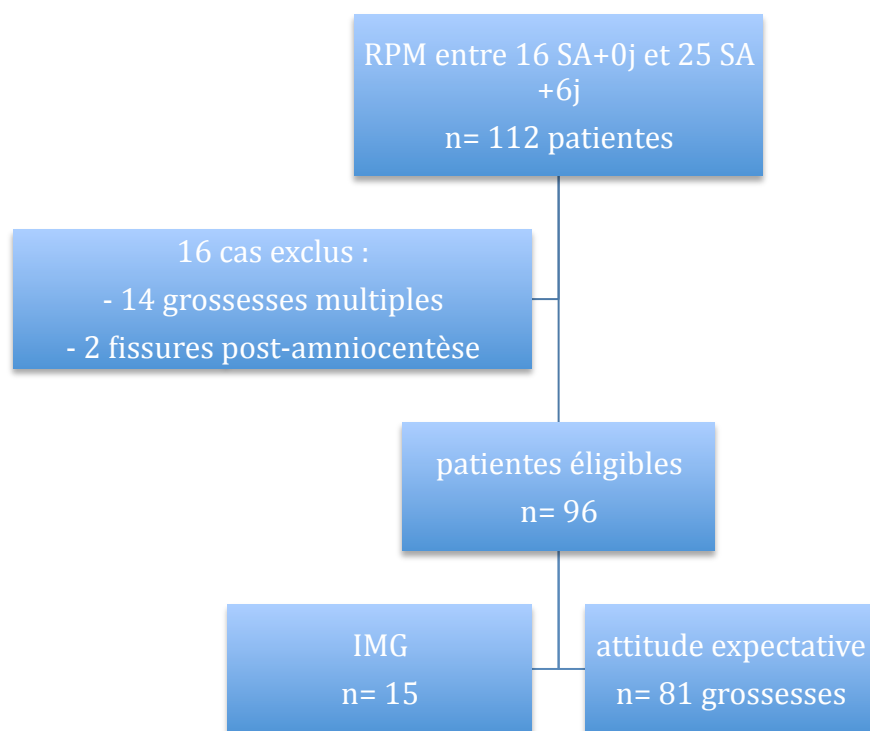 RPM entre 16 SA+0j et 25 SA
+6j
n= 112 patientes
16 cas exclus :
- 14 grossesses multiples
- 2 fissures post-amniocentèse
patientes éligibles
n= 96
IMG
n= 15
attitude expectative
n= 81 grossesses